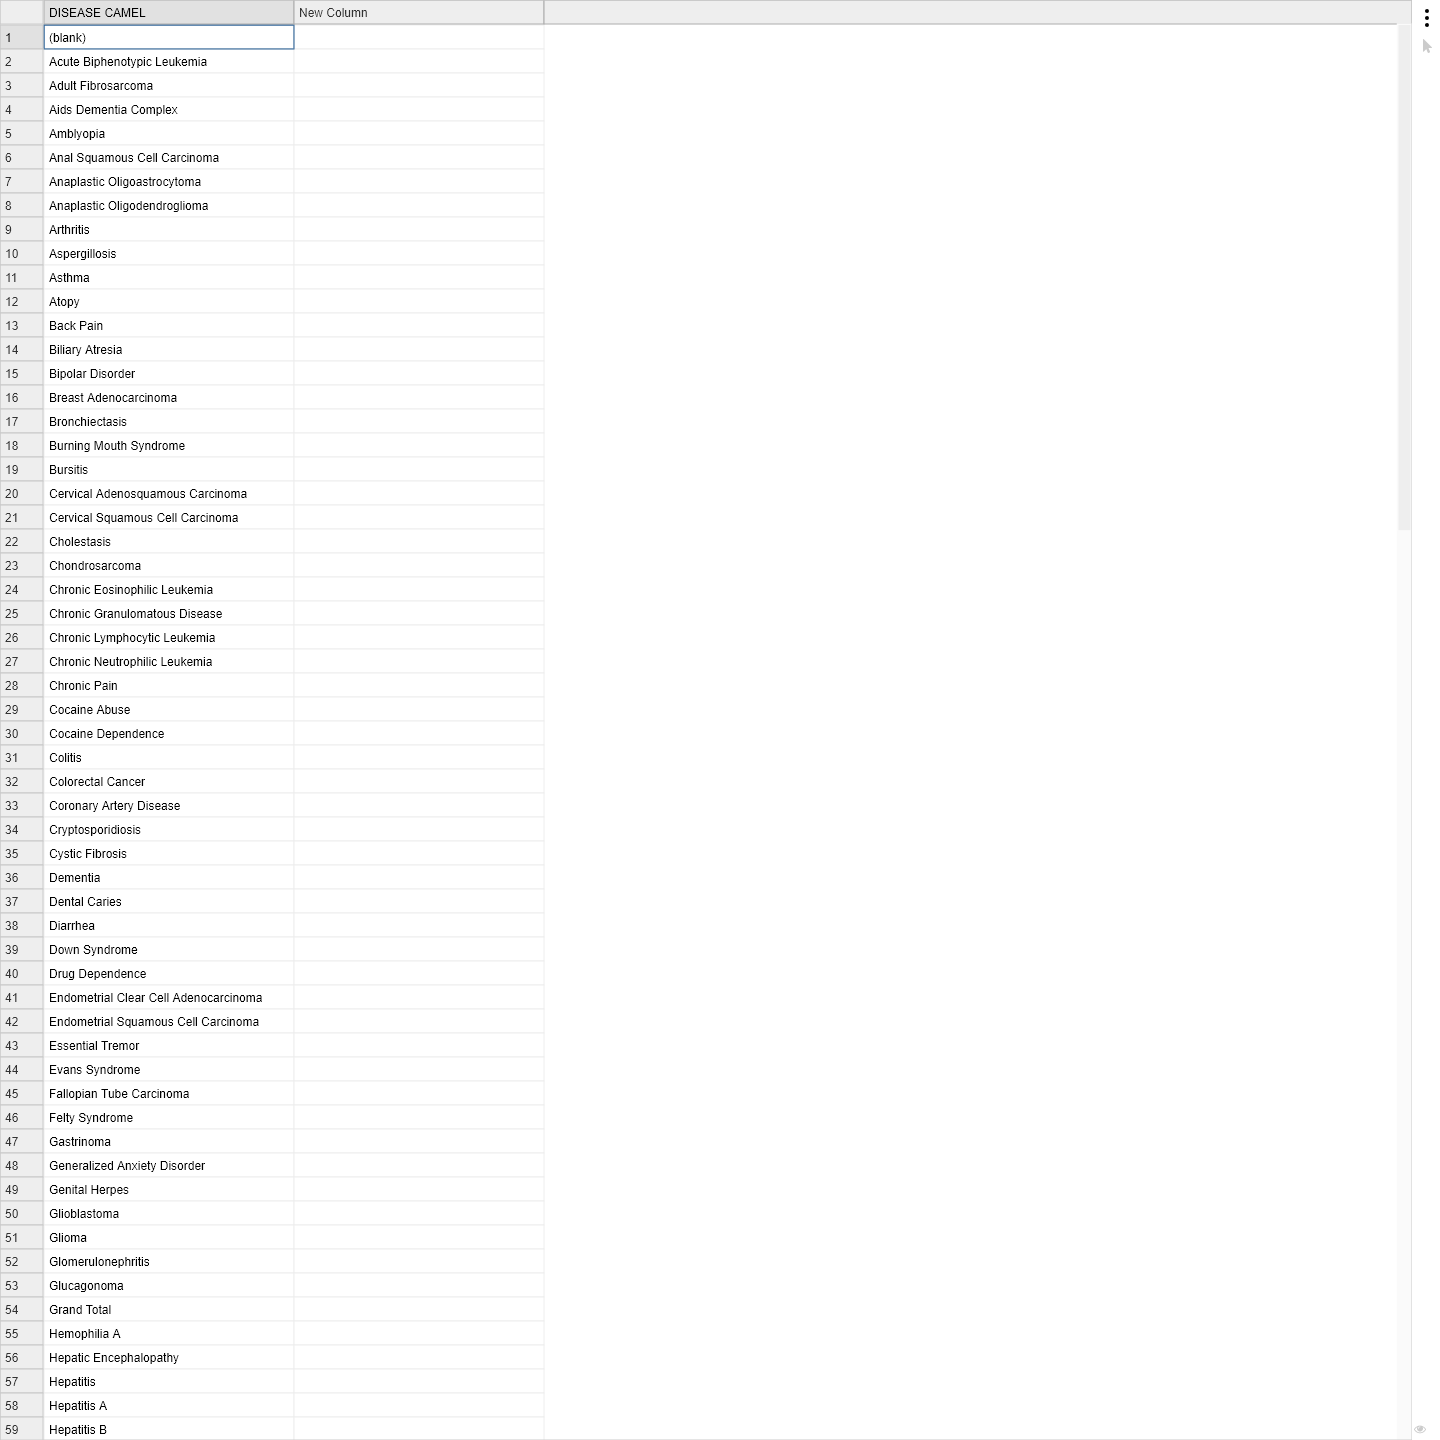 DISEASE CAMEL New Column
1 (blank)
2 Acute Biphenotypic Leukemia
3 Adult Fibrosarcoma
4 Aids Dementia Complex
5 Amblyopia
6 Anal Squamous Cell Carcinoma
7 Anaplastic Oligoastrocytoma
8 Anaplastic Oligodendroglioma
9 Arthritis
10 Aspergillosis
11 Asthma
12 Atopy
13 Back Pain
14 Biliary Atresia
15 Bipolar Disorder
16 Breast Adenocarcinoma
17 Bronchiectasis
18 Burning Mouth Syndrome
19 Bursitis
20 Cervical Adenosquamous Carcinoma
21 Cervical Squamous Cell Carcinoma
22 Cholestasis
23 Chondrosarcoma
24 Chronic Eosinophilic Leukemia
25 Chronic Granulomatous Disease
26 Chronic Lymphocytic Leukemia
27 Chronic Neutrophilic Leukemia
28 Chronic Pain
29 Cocaine Abuse
30 Cocaine Dependence
31 Colitis
32 Colorectal Cancer
33 Coronary Artery Disease
34 Cryptosporidiosis
35 Cystic Fibrosis
36 Dementia
37 Dental Caries
38 Diarrhea
39 Down Syndrome
40 Drug Dependence
41 Endometrial Clear Cell Adenocarcinoma
42 Endometrial Squamous Cell Carcinoma
43 Essential Tremor
44 Evans Syndrome
45 Fallopian Tube Carcinoma
46 Felty Syndrome
47 Gastrinoma
48 Generalized Anxiety Disorder
49 Genital Herpes
50 Glioblastoma
51 Glioma
52 Glomerulonephritis
53 Glucagonoma
54 Grand Total
55 Hemophilia A
56 Hepatic Encephalopathy
57 Hepatitis
58 Hepatitis A
59 Hepatitis B